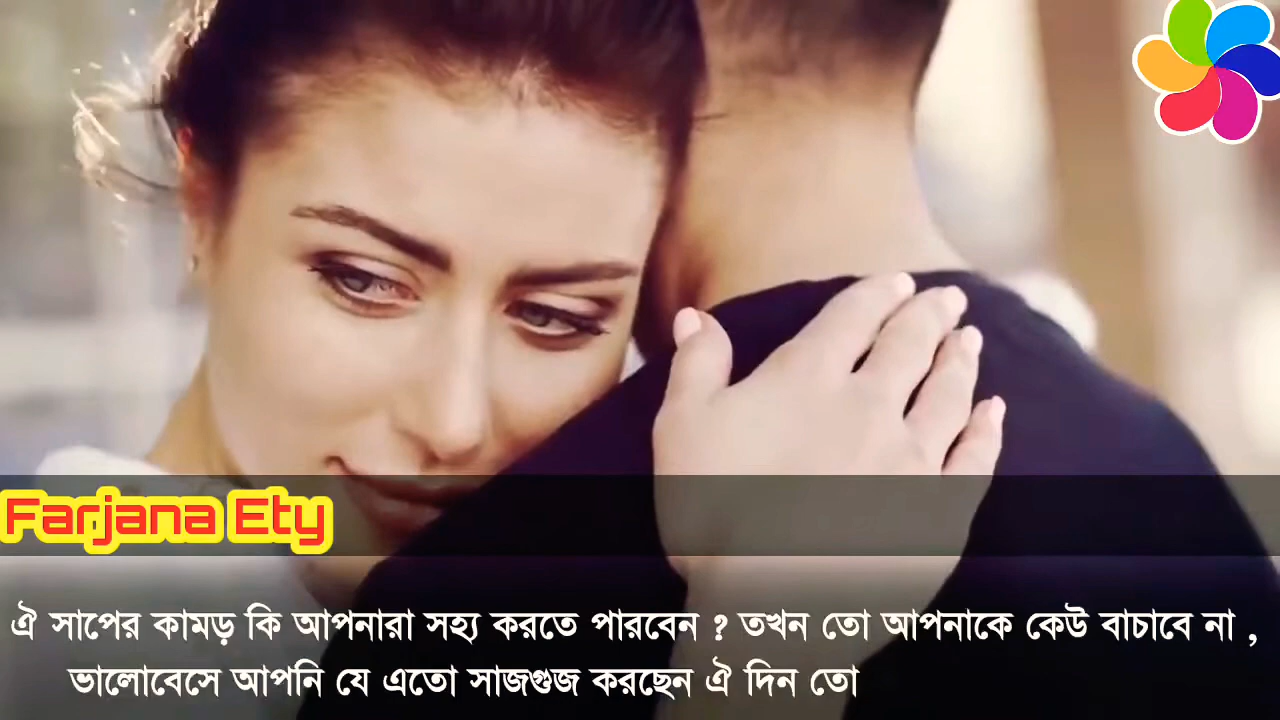 Farjana Ety
ঐ সাপের কামড় কি আপনারা সহ্য করতে পারবেন ? তখন তো আপনাকে কেউ বাচাবে না ,
ভালোবেসে আপনি যে এতো সাজগুজ করছেন ঐ দিন তো